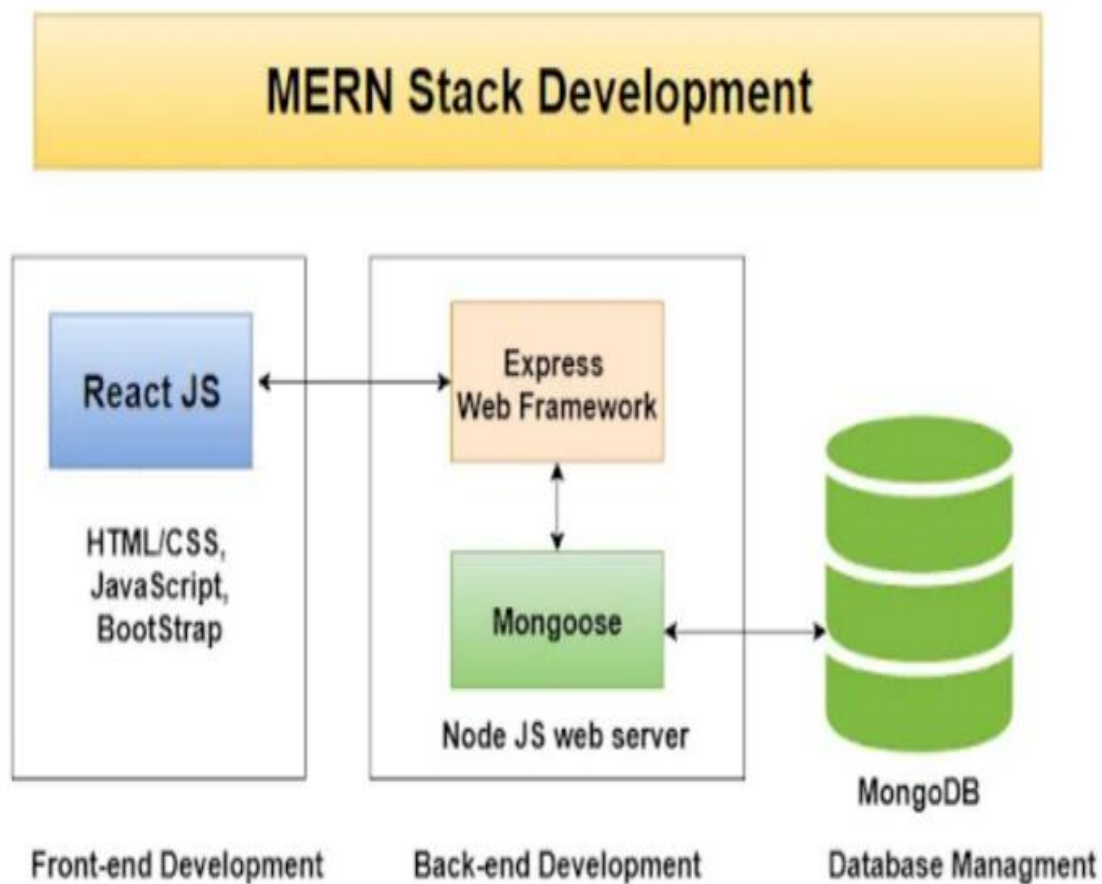 MERN Stack Development
React JS
HTML/CSS,
JavaScript,
BootStrap
Express
Web Framework
Mongoose
Node JS web server
MongoDB
Front-end Development
Back-end Development
Database Managment